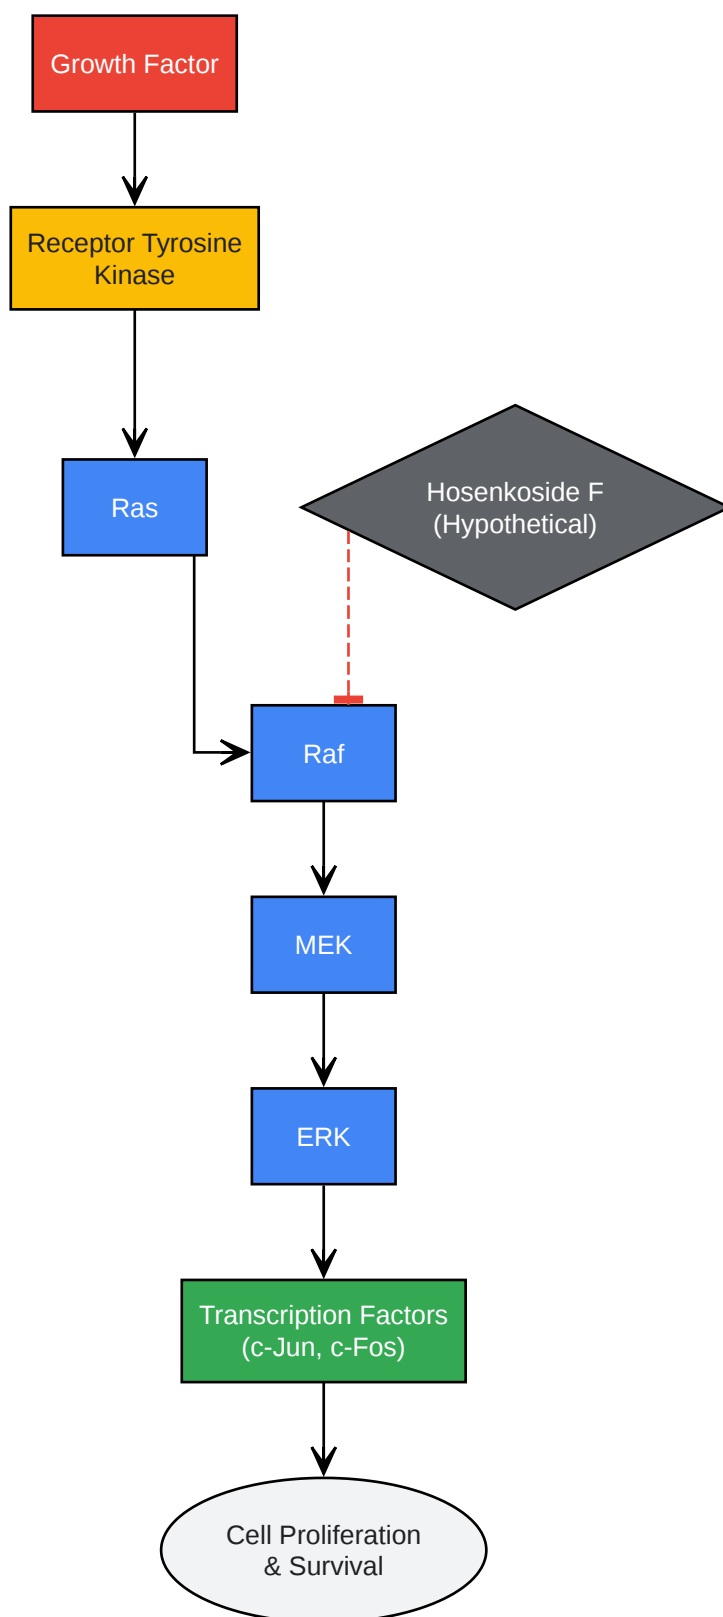 Growth Factor
Receptor Tyrosine
Kinase
Ras
Hosenkoside F
(Hypothetical)
Raf
MEK
ERK
Transcription Factors
(c-Jun, c-Fos)
Cell Proliferation
& Survival